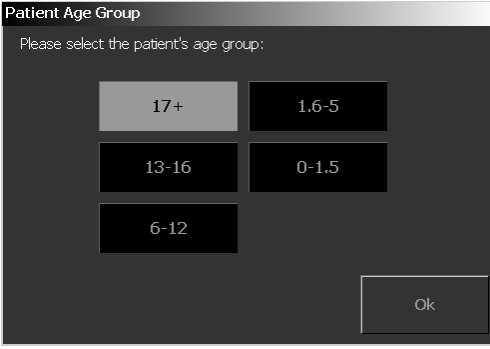 Patient Age Group
Please select the patient's age group:
17+ 1.6-5
13-16 0-1.5
6-12
Ok